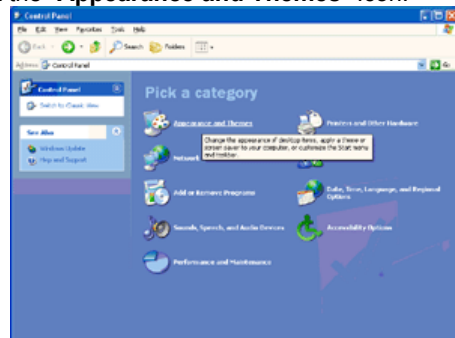 "Appearance and Themes" icon.
Control Panel
File Edit View Favorites Tools Help
Back Search Folders
Address Control Panel Go
Control Panel
Switch to Classic View
See Also
Windows Update
Help and Support
Pick a category
Appearance and Themes
Printers and Other Hardware
Change the appearance of desktop items, apply a theme or
screen saver to your computer, or customize the Start menu
and taskbar.
Network
Add or Remove Programs
Date, Time, Language, and Regional
Options
Sounds, Speech, and Audio Devices
Accessibility Options
Performance and Maintenance